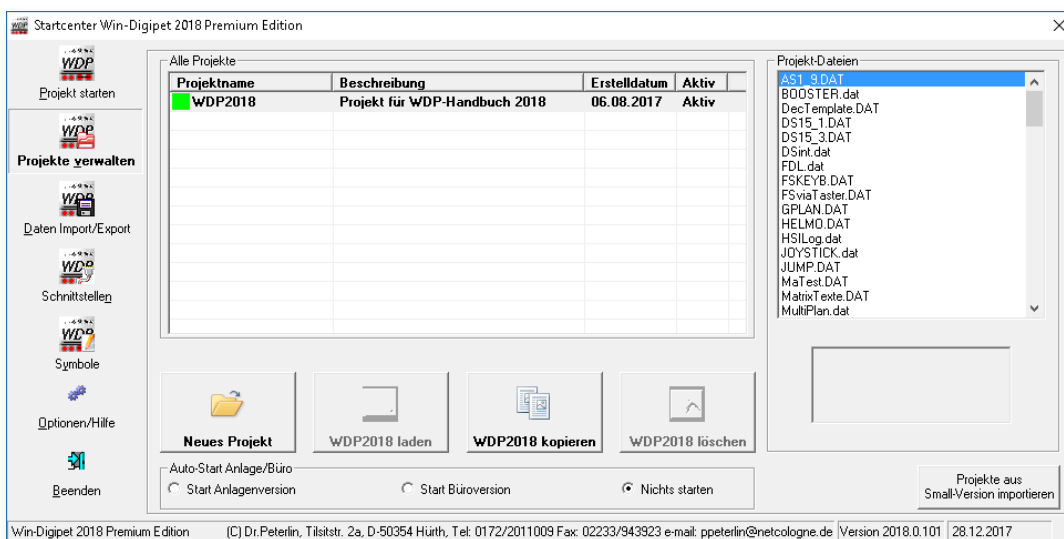 Startcenter Win-Digipet 2018 Premium Edition
WDP
Projekt starten
WDP
Projekte verwalten
WDP
Daten Import/Export
WDP
Schnittstellen
WDP
Symbole
Optionen/Hilfe
Beenden
Alle Projekte
Projektname Beschreibung Erstelldatum Aktiv
WDP2018 Projekt für WDP-Handbuch 2018 06.08.2017 Aktiv
Neues Projekt WDP2018 laden WDP2018 kopieren WDP2018 löschen
Auto-Start Anlage/Büro
Start Anlagenversion Start Büroversion Nichts starten
Projekt-Dateien
AS1_9.DAT
BOOSTER.dat
DecTemplate.DAT
DS15_1.DAT
DS15_3.DAT
DSint.dat
FDL.dat
FSKEYB.DAT
FSviaTaster.DAT
GPLAN.DAT
HELMO.DAT
HSILog.dat
JOYSTICK.dat
JUMP.DAT
MaTest.DAT
MatrixTexte.DAT
MultiPlan.dat
Projekte aus
Small-Version importieren
Win-Digipet 2018 Premium Edition (C) Dr.Peterlin, Tilsitstr. 2a, D-50354 Hürth, Tel: 0172/2011009 Fax: 02233/943923 e-mail: ppeterlin@netcologne.de Version 2018.0.101 28.12.2017